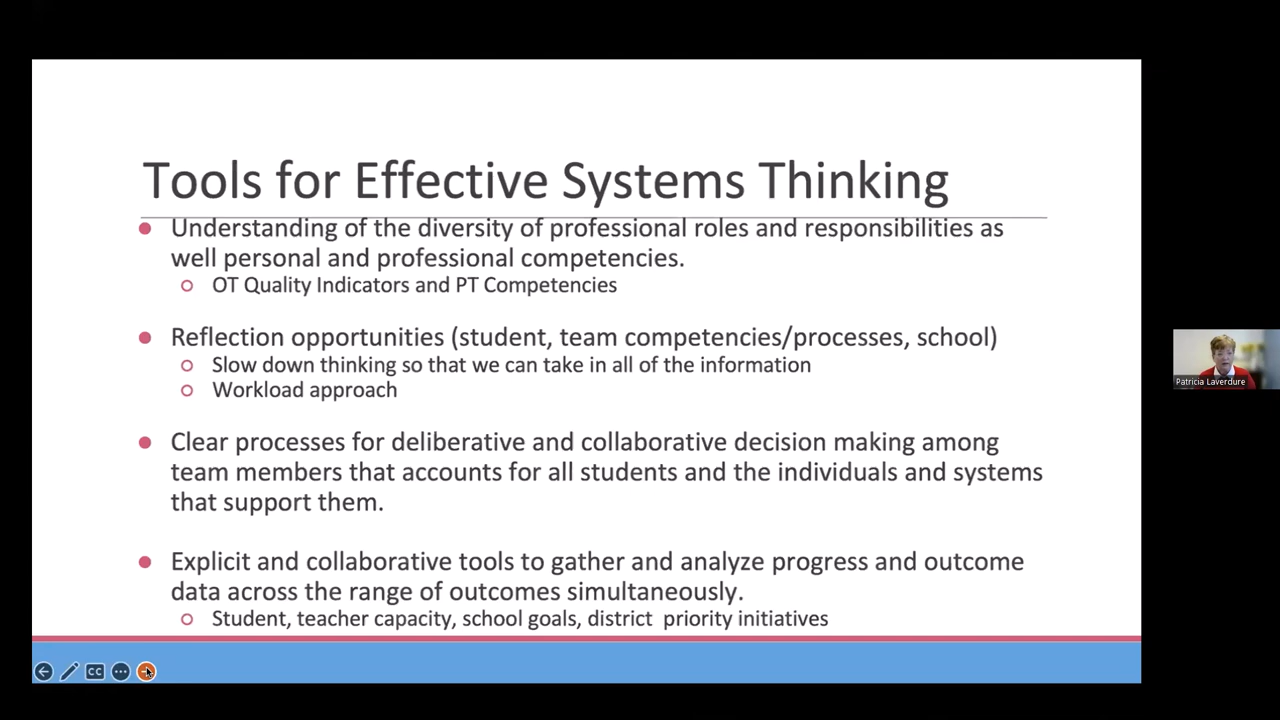 Tools for Effective Systems Thinking
Understanding of the diversity of professional roles and responsibilities as
well personal and professional competencies.
OT Quality Indicators and PT Competencies
Reflection opportunities (student, team competencies/processes, school)
Slow down thinking so that we can take in all of the information
Workload approach
Clear processes for deliberative and collaborative decision making among
team members that accounts for all students and the individuals and systems
that support them.
Explicit and collaborative tools to gather and analyze progress and outcome
data across the range of outcomes simultaneously.
Student, teacher capacity, school goals, district priority initiatives
Patricia Laverdure
CC